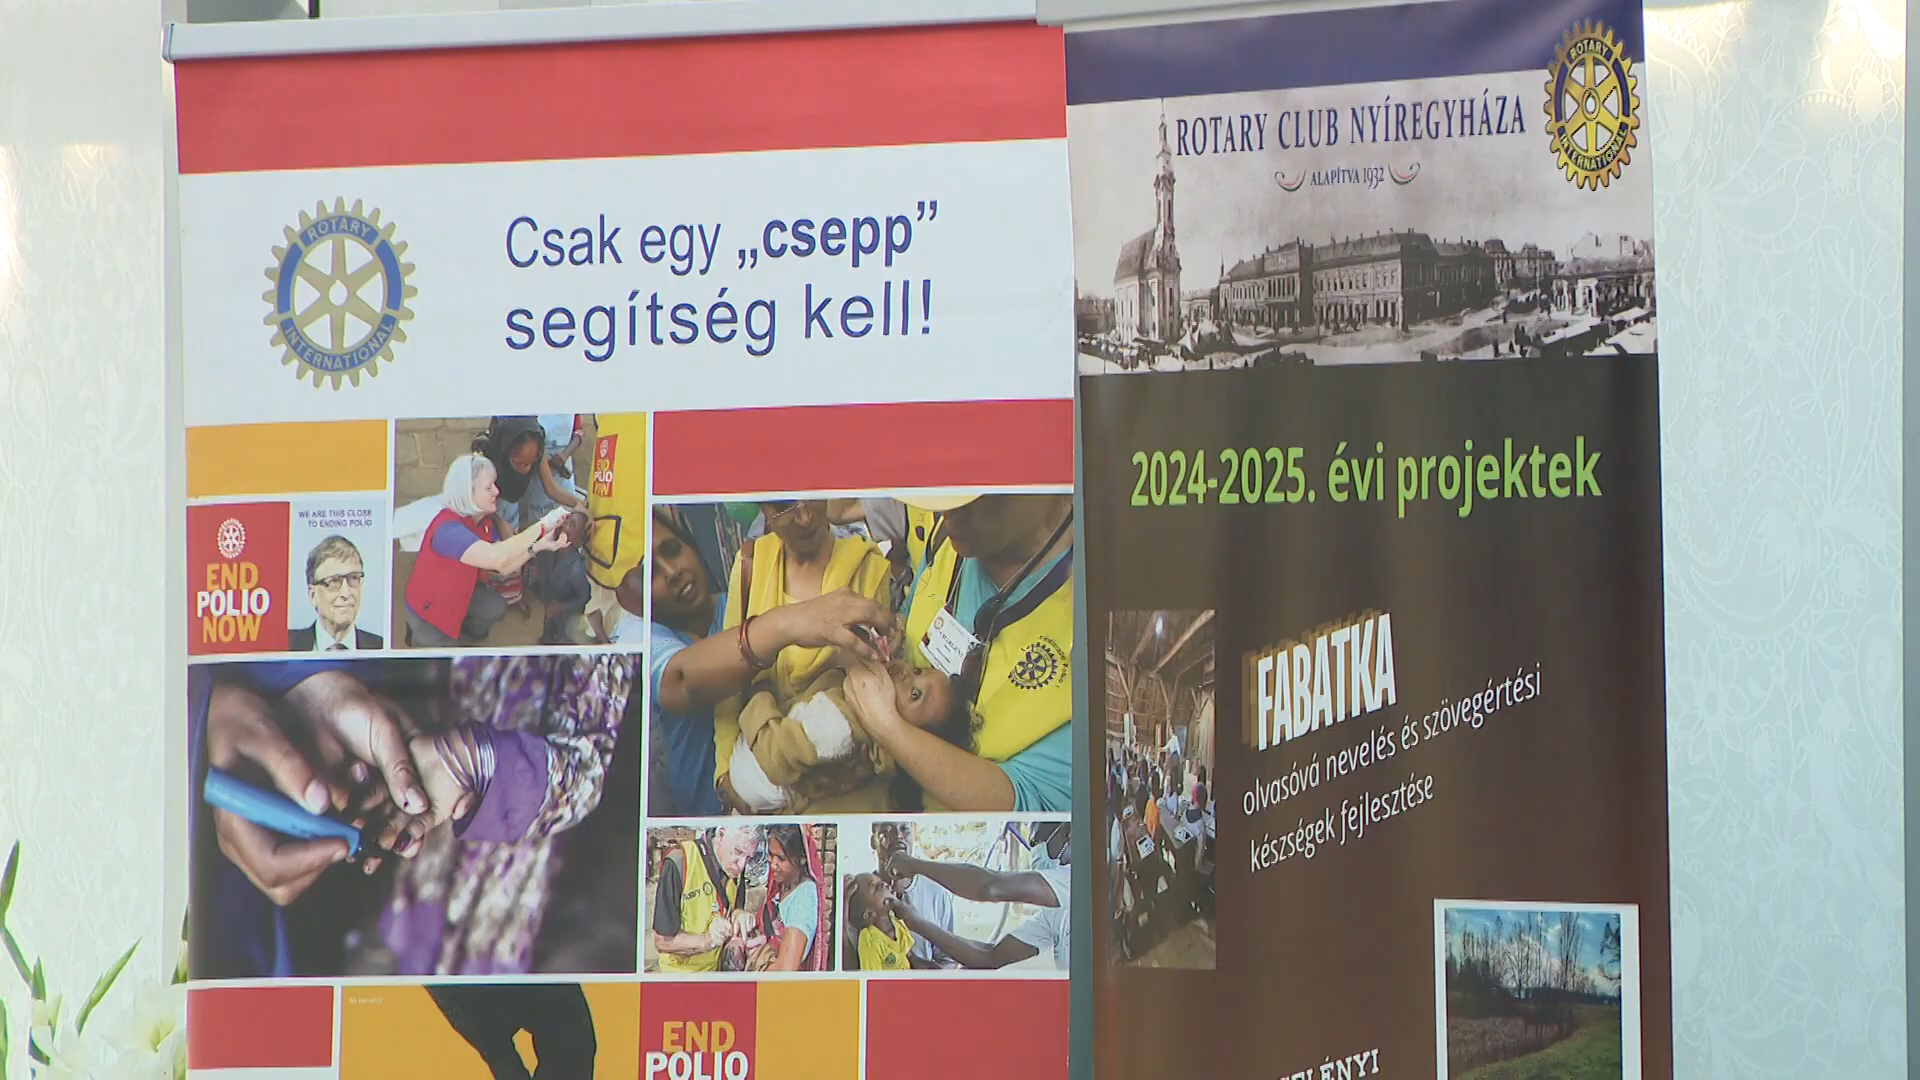 ROTARY
INTERNATIONAL
Csak egy „csepp”
segítség kell!
WE ARE THIS CLOSE
TO ENDING POLIO
END
POLIO
NOW
END
POLIO
NOW
Rotary
END
POLIO
ROTARY CLUB NYÍREGYHÁZA
ALAPÍTVA 1932
ROTARY
INTERNATIONAL
2024-2025. évi projektek
FABATKA
olvasóvá nevelés és szövegértési
készségek fejlesztése